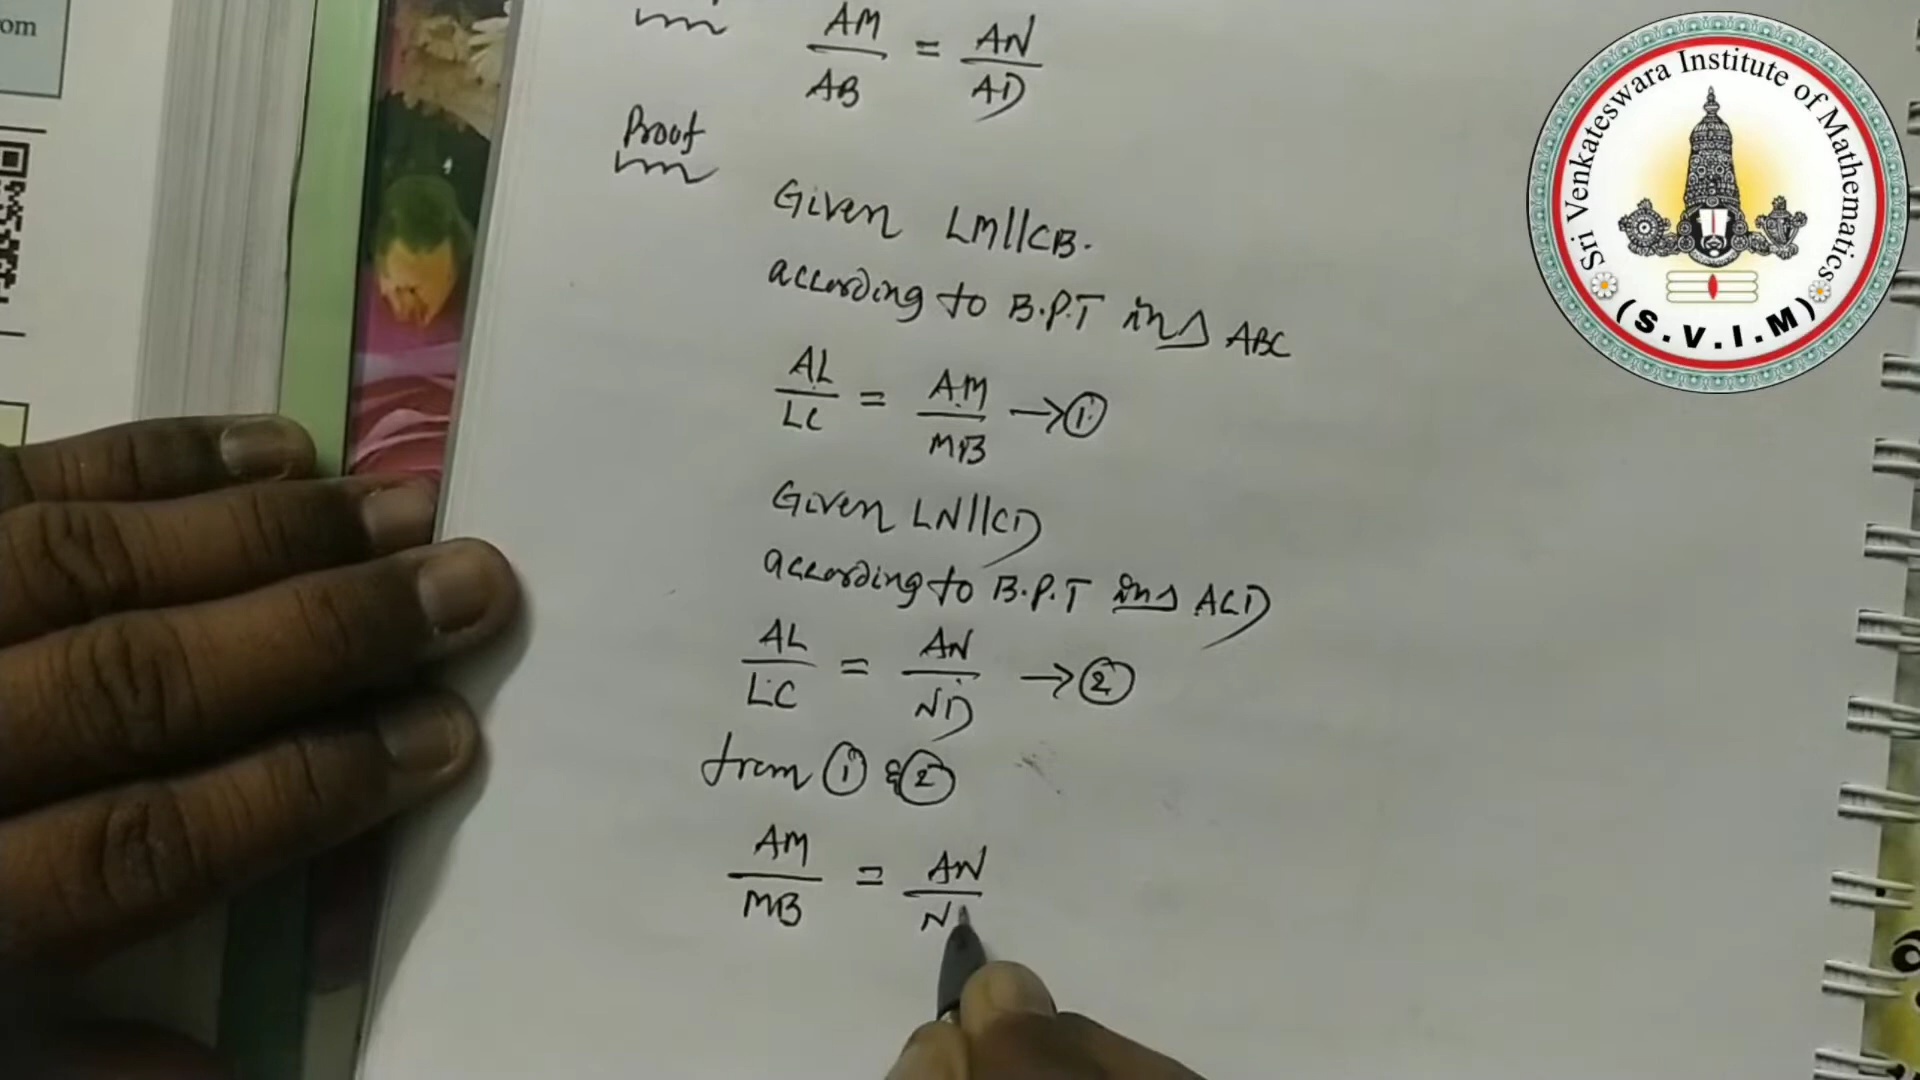 om
AM/AB = AN/AD
Proof
Given LM||CB.
according to B.P.T in △ ABC
AL/LC = AM/MB → ①
Given LN||CD
according to B.P.T in △ ACD
AL/LC = AN/ND → ②
from ① & ②
AM/MB = AN/N
Sri Venkateswara Institute of Mathematics
(S.V.I.M)